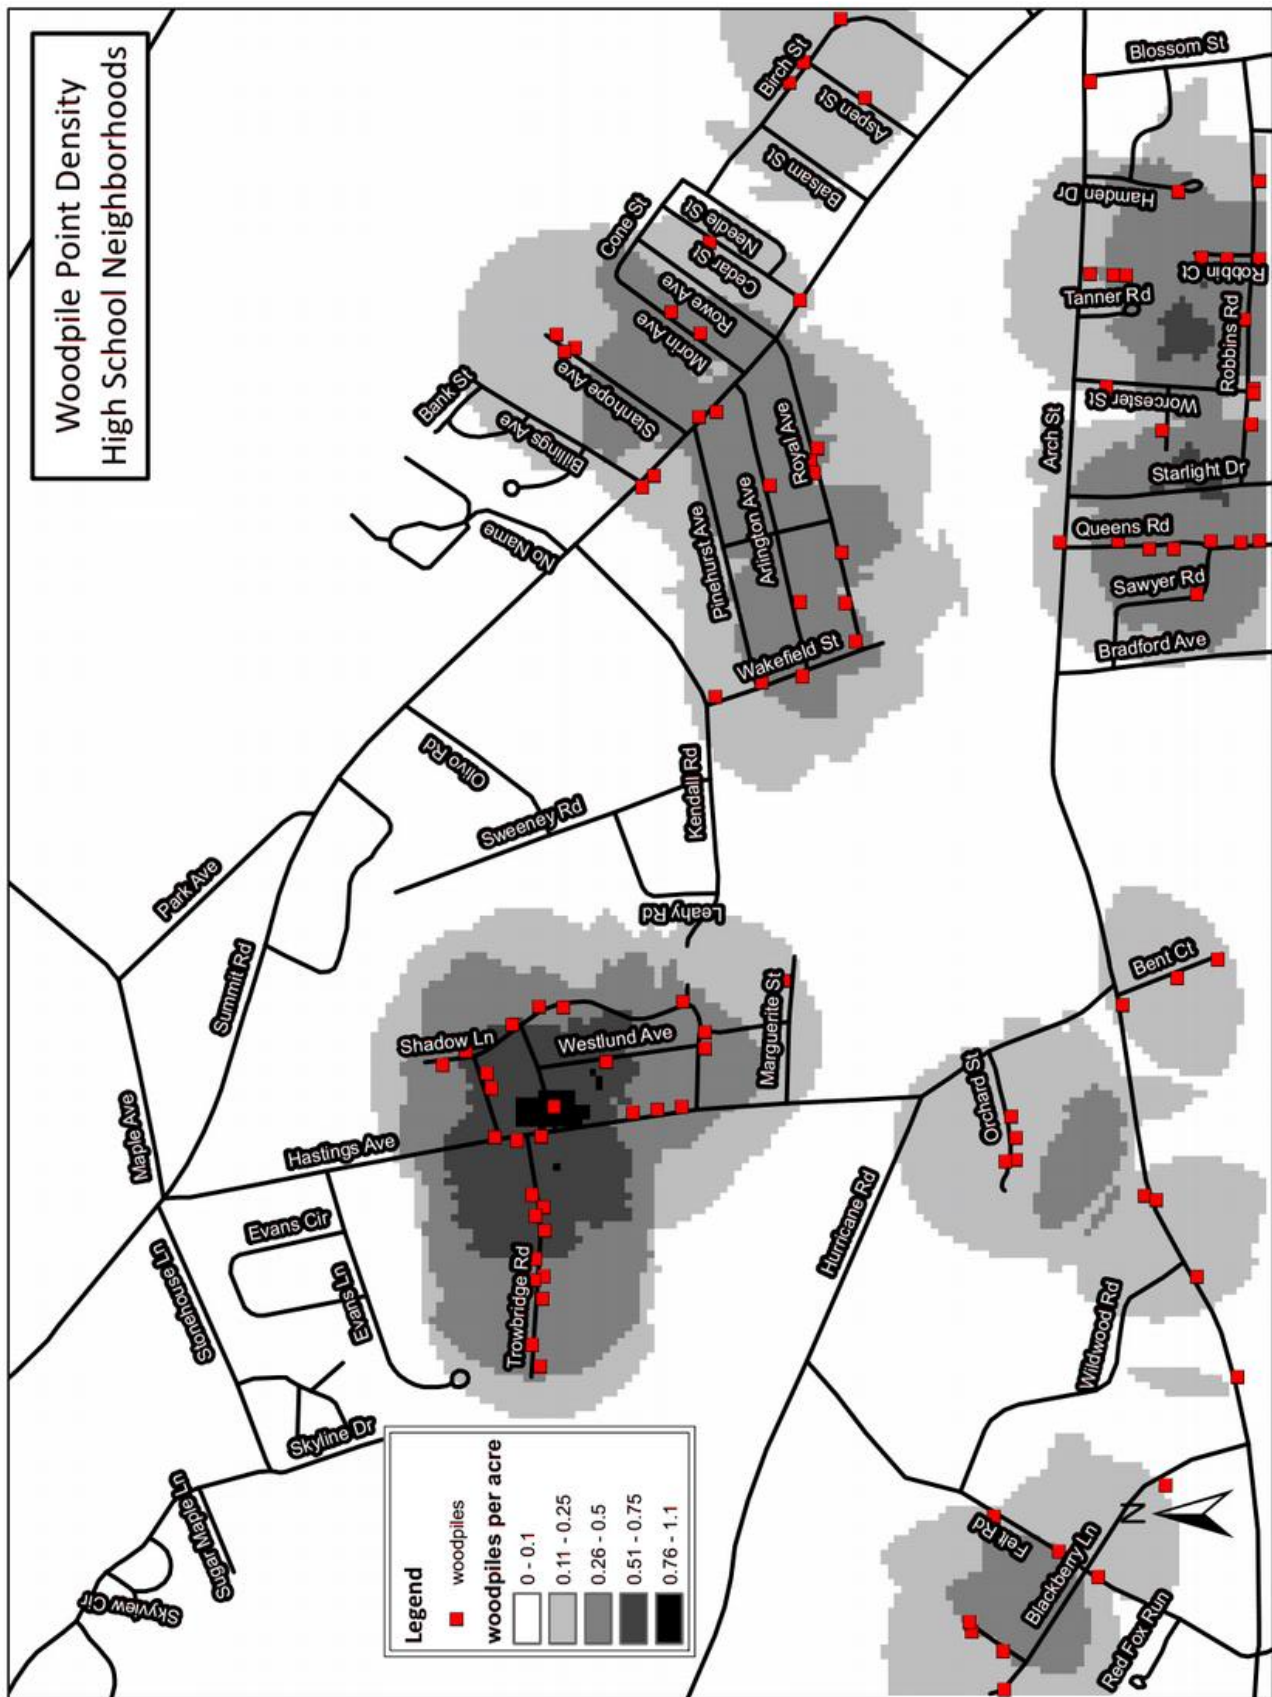 Woodpile Point Density
High School Neighborhoods
Legend
woodpiles
woodpiles per acre
0 - 0.1
0.11 - 0.25
0.26 - 0.5
0.51 - 0.75
0.76 - 1.1
N
Skyview Cir
Sugar Maple Ln
Skyline Dr
Stonehouse Ln
Evans Cir
Evans Ln
Maple Ave
Hastings Ave
Park Ave
Summit Rd
Trowbridge Rd
Shadow Ln
Westlund Ave
Marguerite St
Leahy Rd
Sweeney Rd
Olivo Rd
Kendall Rd
No Name
Bank St
Billings Ave
Stanhope Ave
Morin Ave
Rowe Ave
Cone St
Cedar St
Needle St
Balsam St
Aspen St
Birch St
Pinehurst Ave
Arlington Ave
Royal Ave
Wakefield St
Hurricane Rd
Orchard St
Bent Ct
Wildwood Rd
Felt Rd
Blackberry Ln
Red Fox Run
Arch St
Bradford Ave
Sawyer Rd
Queens Rd
Starlight Dr
Worcester St
Robbins Rd
Tanner Rd
Robbin Ct
Hamden Dr
Blossom St